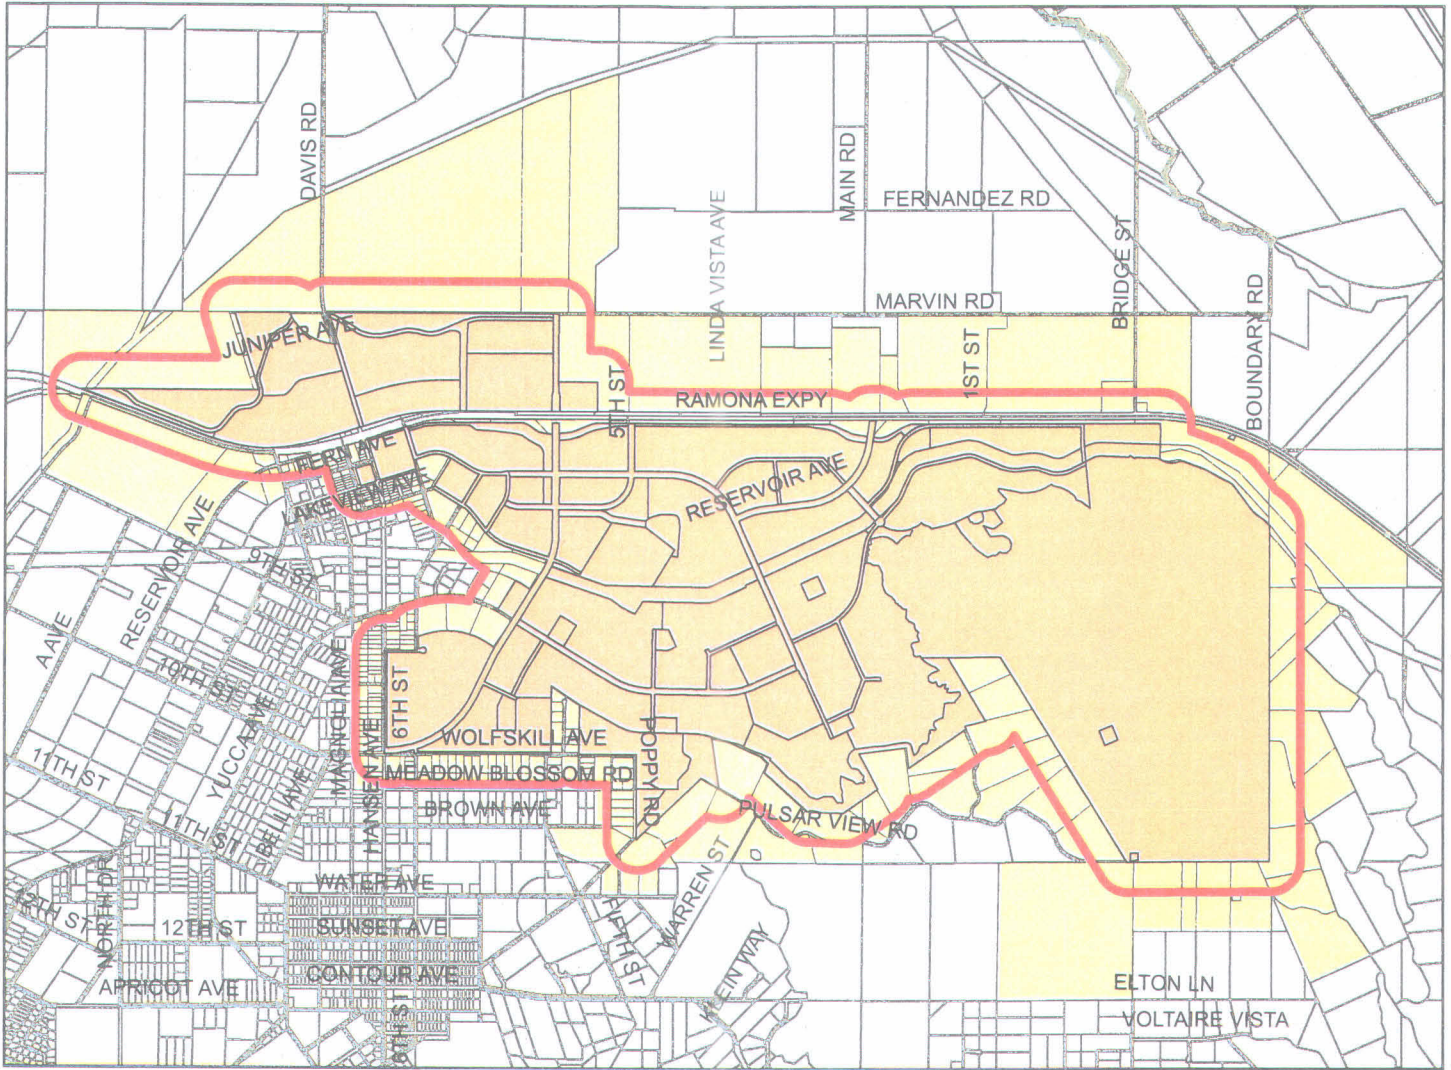 DAVIS RD
MAIN RD
FERNANDEZ RD
LINDA VISTA AVE
BRIDGE ST
MARVIN RD
BOUNDARY RD
JUNIPER AVE
1ST ST
5TH ST
RAMONA EXPY
FERN AVE
LAKEVIEW AVE
RESERVOIR AVE
RESERVOIR AVE
9TH ST
A AVE
10TH ST
MAGNOLIA AVE
6TH ST
YUCCA AVE
HANSEN AVE
WOLFSKILL AVE
POPPY RD
11TH ST
MEADOW BLOSSOM RD
BROWN AVE
BELL AVE
PULSAR VIEW RD
11TH ST
WATER AVE
WARREN ST
12TH ST
NORTH DR
12TH ST
SUNSET AVE
FIFTH ST
CONTOUR AVE
KLEIN WAY
APRICOT AVE
ELTON LN
6TH ST
VOLTAIRE VISTA